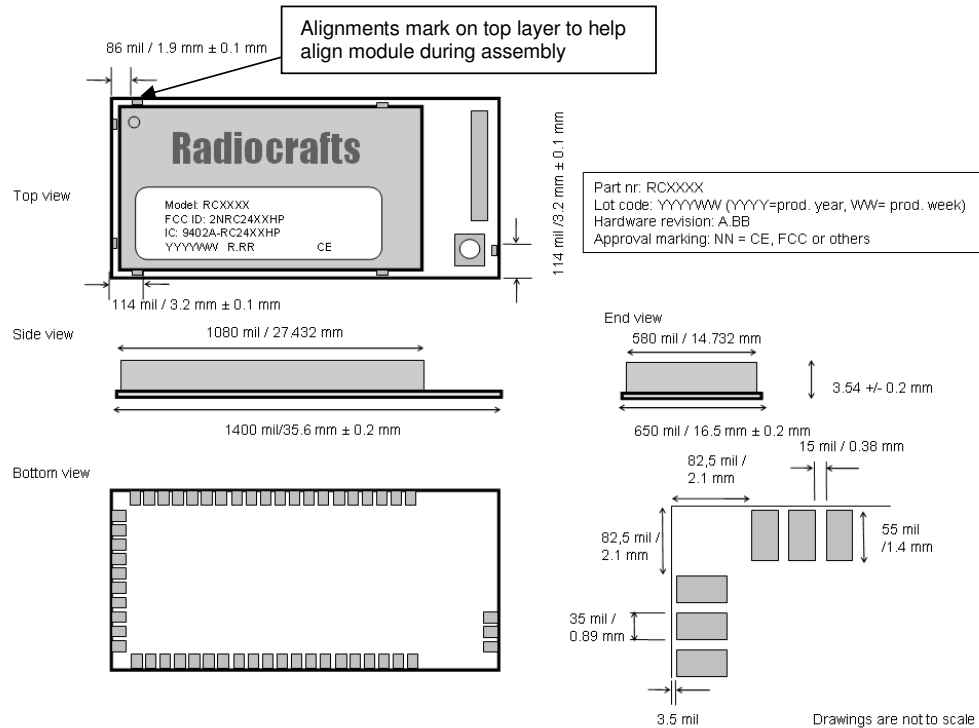 Alignments mark on top layer to help
align module during assembly
86 mil / 1.9 mm ± 0.1 mm
Top view
Radiocrafts
Model: RCXXXX
FCC ID: 2NRC24XXHP
IC: 9402A-RC24XXHP
YYYYWW R.RR CE
114 mil /3.2 mm ± 0.1 mm
Part nr: RCXXXX
Lot code: YYYYWW (YYYY=prod. year, WW= prod. week)
Hardware revision: A.BB
Approval marking: NN = CE, FCC or others
114 mil / 3.2 mm ± 0.1 mm
Side view
1080 mil / 27.432 mm
1400 mil/35.6 mm ± 0.2 mm
End view
580 mil / 14.732 mm
3.54 +/- 0.2 mm
650 mil / 16.5 mm ± 0.2 mm
Bottom view
82,5 mil /
2.1 mm
15 mil / 0.38 mm
82,5 mil /
2.1 mm
55 mil
/1.4 mm
35 mil /
0.89 mm
3.5 mil
Drawings are not to scale